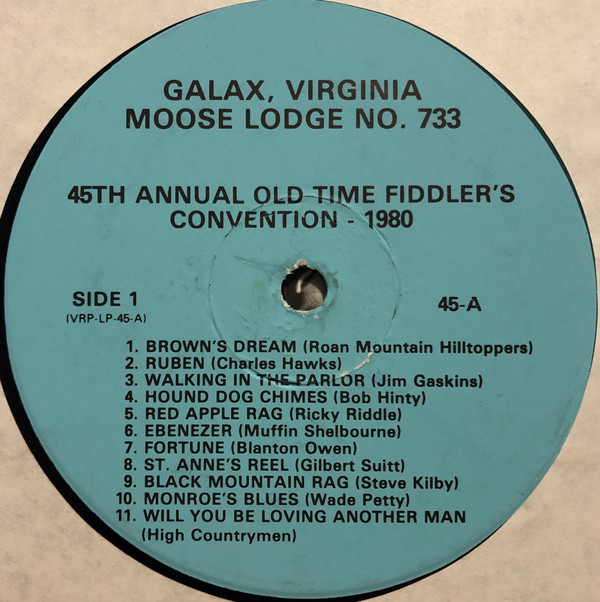 GALAX, VIRGINIA
MOOSE LODGE NO. 733
45TH ANNUAL OLD TIME FIDDLER'S
CONVENTION - 1980
SIDE 1
(VRP-LP-45-A)
45-A
1. BROWN'S DREAM (Roan Mountain Hilltoppers)
2. RUBEN (Charles Hawks)
3. WALKING IN THE PARLOR (Jim Gaskins)
4. HOUND DOG CHIMES (Bob Hinty)
5. RED APPLE RAG (Ricky Riddle)
6. EBENEZER (Muffin Shelbourne)
7. FORTUNE (Blanton Owen)
8. ST. ANNE'S REEL (Gilbert Suitt)
9. BLACK MOUNTAIN RAG (Steve Kilby)
10. MONROE'S BLUES (Wade Petty)
11. WILL YOU BE LOVING ANOTHER MAN
(High Countrymen)